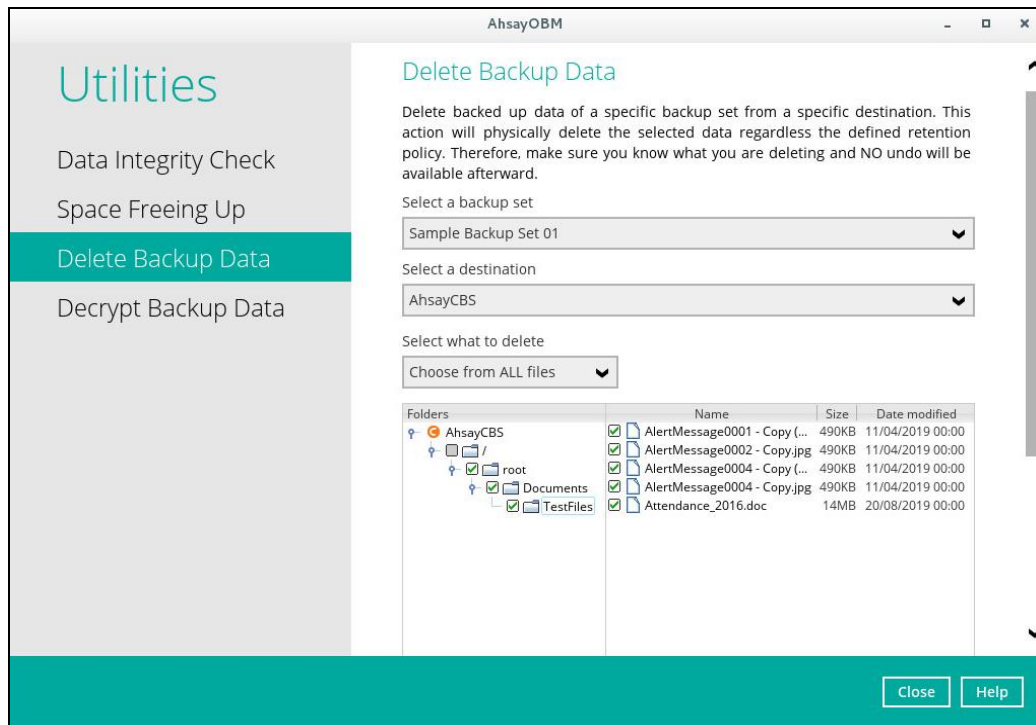 AhsayOBM
Utilities
Data Integrity Check
Space Freeing Up
Delete Backup Data
Decrypt Backup Data
Delete Backup Data
Delete backed up data of a specific backup set from a specific destination. This
action will physically delete the selected data regardless the defined retention
policy. Therefore, make sure you know what you are deleting and NO undo will be
available afterward.
Select a backup set
Sample Backup Set 01
Select a destination
AhsayCBS
Select what to delete
Choose from ALL files
Folders
AhsayCBS
/
root
Documents
TestFiles
Name Size Date modified
AlertMessage0001 - Copy (... 490KB 11/04/2019 00:00
AlertMessage0002 - Copy.jpg 490KB 11/04/2019 00:00
AlertMessage0004 - Copy (... 490KB 11/04/2019 00:00
AlertMessage0004 - Copy.jpg 490KB 11/04/2019 00:00
Attendance_2016.doc 14MB 20/08/2019 00:00
Close Help